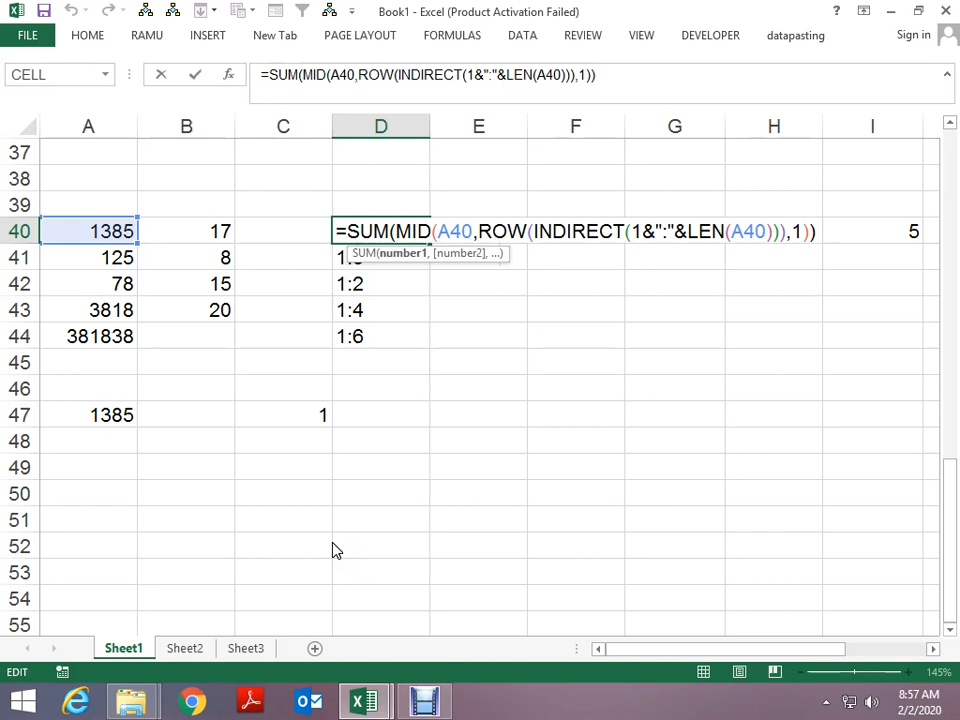 Book1 - Excel (Product Activation Failed)
?
FILE HOME RAMU INSERT New Tab PAGE LAYOUT FORMULAS DATA REVIEW VIEW DEVELOPER datapasting Sign in
CELL fx =SUM(MID(A40,ROW(INDIRECT(1&":"&LEN(A40))),1))
A B C D E F G H I
37
38
39
40 1385 17 =SUM(MID(A40,ROW(INDIRECT(1&":"&LEN(A40))),1)) 5
SUM(number1, [number2], ...)
41 125 8
42 78 15 1:2
43 3818 20 1:4
44 381838 1:6
45
46
47 1385 1
48
49
50
51
52
53
54
55
Sheet1 Sheet2 Sheet3
EDIT 145%
8:57 AM
2/2/2020